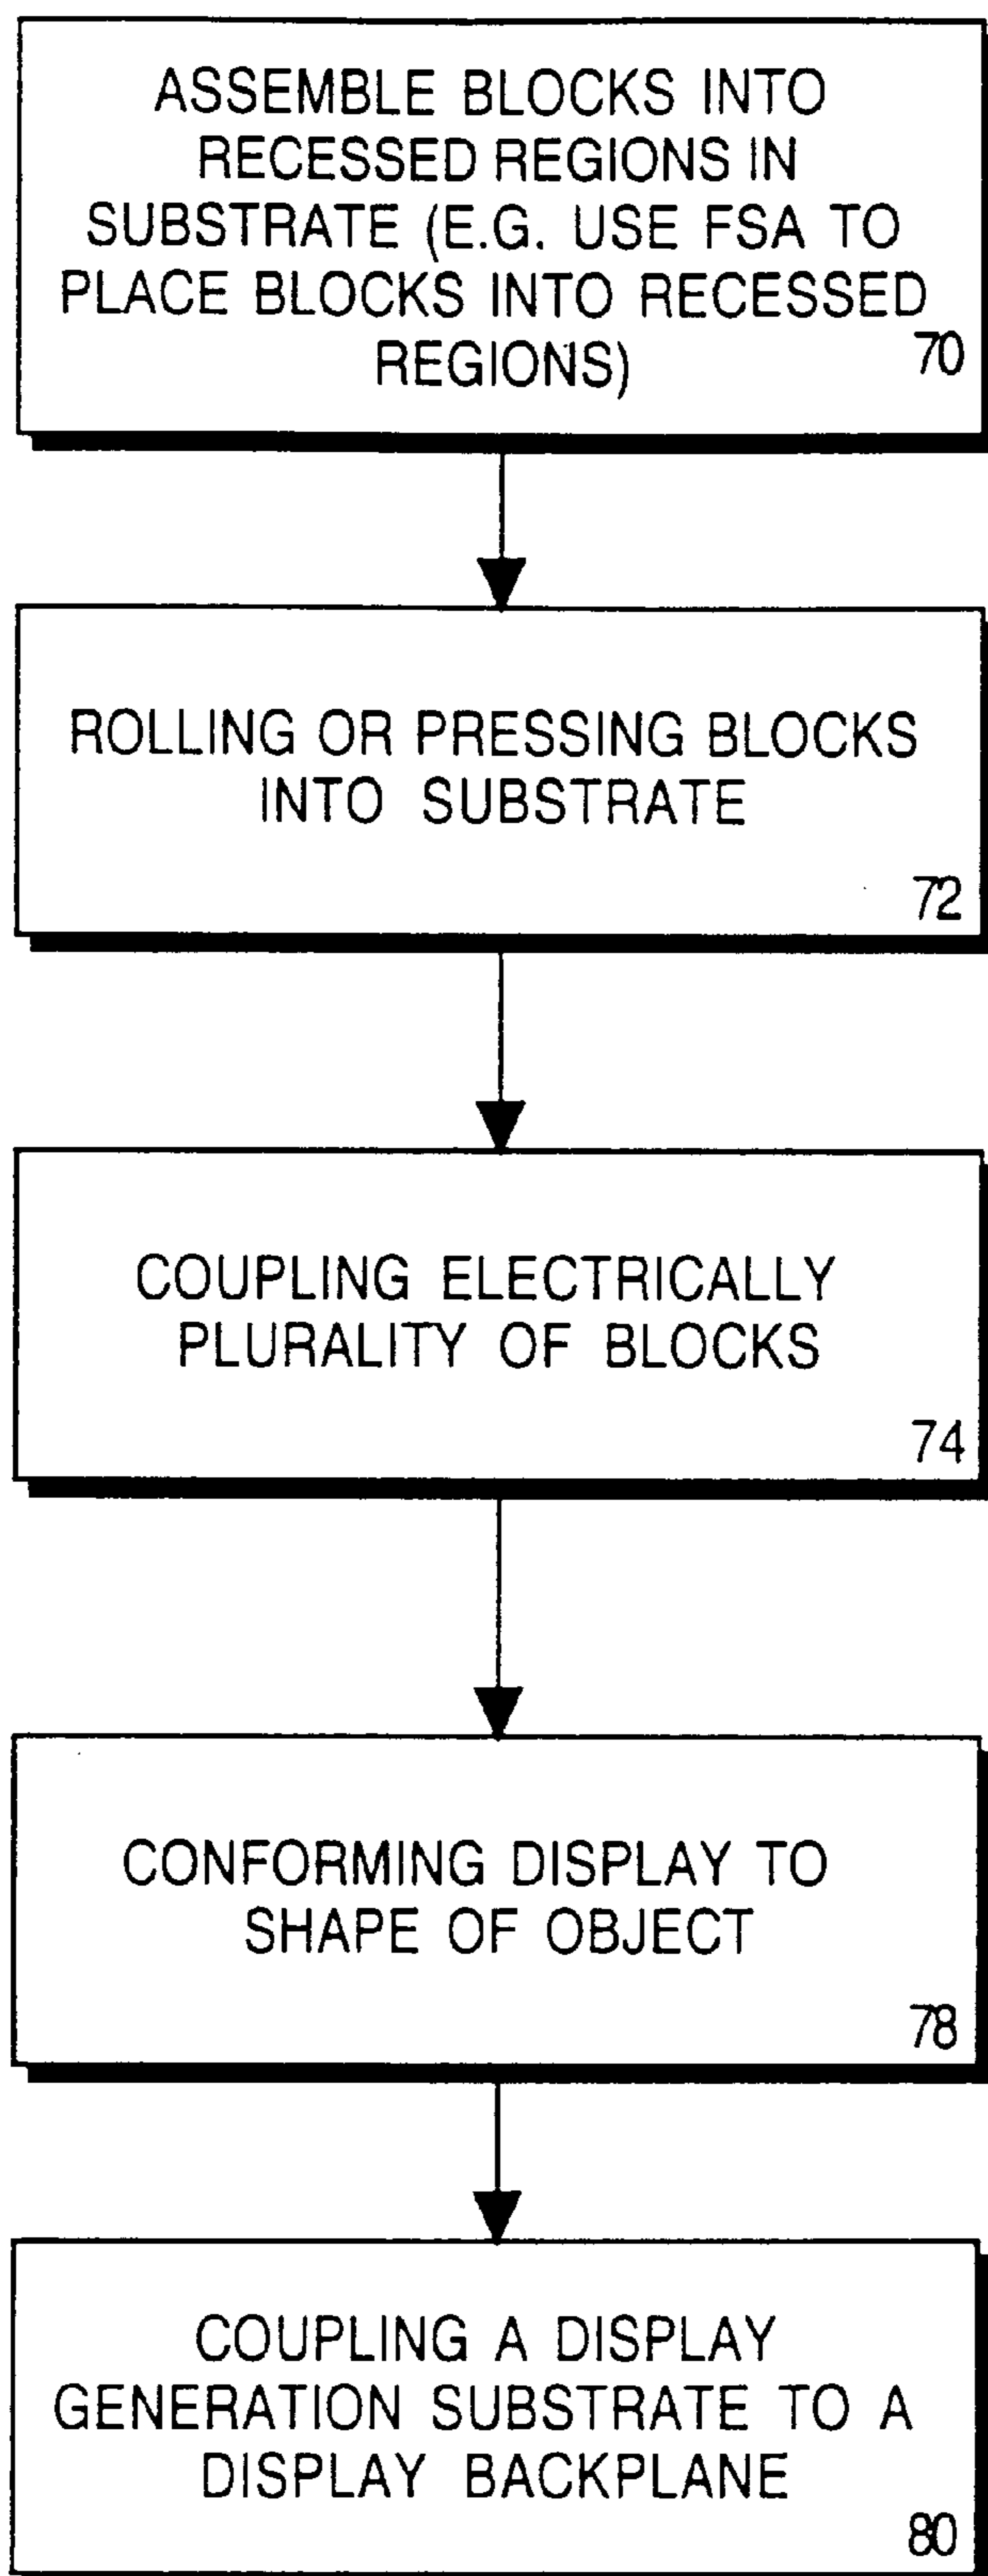 ASSEMBLE BLOCKS INTO
RECESSED REGIONS IN
SUBSTRATE (E.G. USE FSA TO
PLACE BLOCKS INTO RECESSED
REGIONS)
70
ROLLING OR PRESSING BLOCKS
INTO SUBSTRATE
72
COUPLING ELECTRICALLY
PLURALITY OF BLOCKS
74
CONFORMING DISPLAY TO
SHAPE OF OBJECT
78
COUPLING A DISPLAY
GENERATION SUBSTRATE TO A
DISPLAY BACKPLANE
80